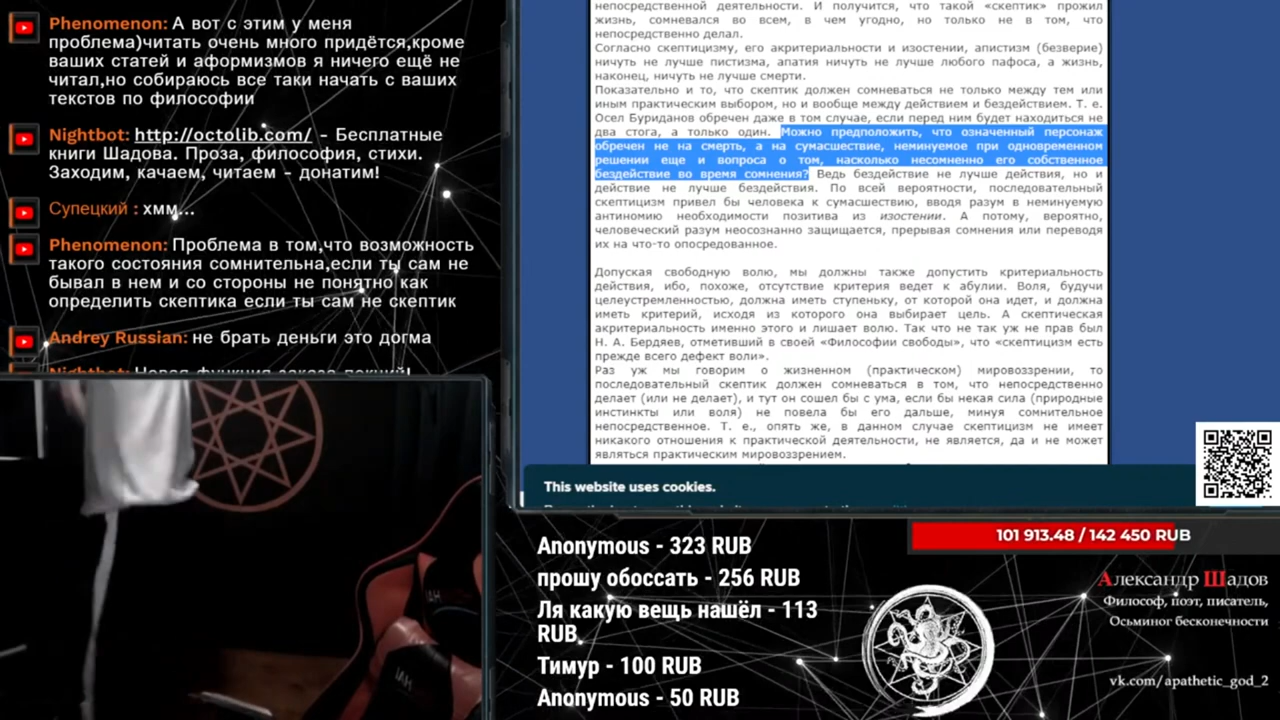 Phenomenon: А вот с этим у меня
проблема)читать очень много придётся,кроме
ваших статей и аформизмов я ничего ещё не
читал,но собираюсь все таки начать с ваших
текстов по философии
Nightbot: http://octolib.com/ - Бесплатные
книги Шадова. Проза, философия, стихи.
Заходим, качаем, читаем - донатим!
Супецкий : хмм...
Phenomenon: Проблема в том,что возможность
такого состояния сомнительна,если ты сам не
бывал в нем и со стороны не понятно как
определить скептика если ты сам не скептик
Andrey Russian: не брать деньги это догма
Nightbot: Новая функция заказа лекций!
непосредственной деятельности. И получится, что такой «скептик» прожил
жизнь, сомневался во всем, в чем угодно, но только не в том, что
непосредственно делал.
Согласно скептицизму, его акритериальности и изостении, апистизм (безверие)
ничуть не лучше пистизма, апатия ничуть не лучше любого пафоса, а жизнь,
наконец, ничуть не лучше смерти.
Показательно и то, что скептик должен сомневаться не только между тем или
иным практическим выбором, но и вообще между действием и бездействием. Т. е.
Осел Буриданов обречен даже в том случае, если перед ним будет находиться не
два стога, а только один. Можно предположить, что означенный персонаж
обречен не на смерть, а на сумасшествие, неминуемое при одновременном
решении еще и вопроса о том, насколько несомненно его собственное
бездействие во время сомнения? Ведь бездействие не лучше действия, но и
действие не лучше бездействия. По всей вероятности, последовательный
скептицизм привел бы человека к сумасшествию, вводя разум в неминуемую
антиномию необходимости позитива из изостении. А потому, вероятно,
человеческий разум неосознанно защищается, прерывая сомнения или переводя
их на что-то опосредованное.
Допуская свободную волю, мы должны также допустить критериальность
действия, ибо, похоже, отсутствие критерия ведет к абулии. Воля, будучи
целеустремленностью, должна иметь ступеньку, от которой она идет, и должна
иметь критерий, исходя из которого она выбирает цель. А скептическая
акритериальность именно этого и лишает волю. Так что не так уж не прав был
Н. А. Бердяев, отметивший в своей «Философии свободы», что «скептицизм есть
прежде всего дефект воли».
Раз уж мы говорим о жизненном (практическом) мировоззрении, то
последовательный скептик должен сомневаться в том, что непосредственно
делает (или не делает), и тут он сошел бы с ума, если бы некая сила (природные
инстинкты или воля) не повела бы его дальше, минуя сомнительное
непосредственное. Т. е., опять же, в данном случае скептицизм не имеет
никакого отношения к практической деятельности, не является, да и не может
являться практическим мировоззрением.
This website uses cookies.
101 913.48 / 142 450 RUB
Anonymous - 323 RUB
прошу обоссать - 256 RUB
Ля какую вещь нашёл - 113
RUB
Тимур - 100 RUB
Anonymous - 50 RUB
Александр Шадов
Философ, поэт, писатель,
Осьминог бесконечности
vk.com/apathetic_god_2